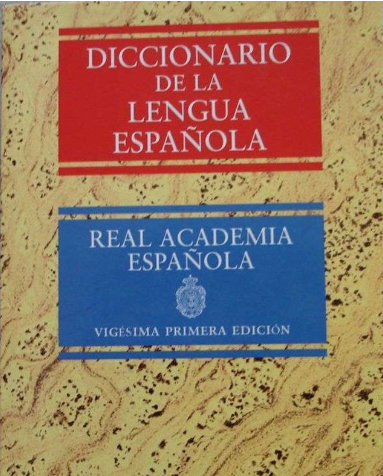 DICCIONARIO
DE LA
LENGUA
ESPAÑOLA
REAL ACADEMIA
ESPAÑOLA
VIGÉSIMA PRIMERA EDICIÓN